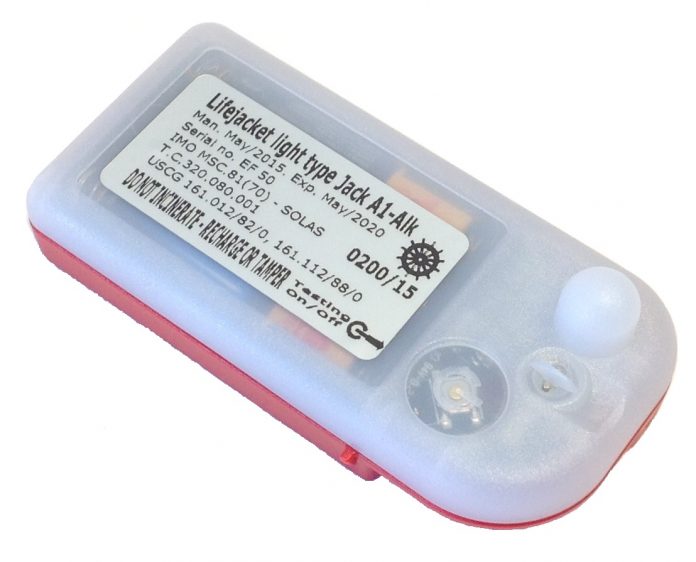 Lifejacket light type Jack A1-Alk
Man. May/2015, Exp. May/2020
Serial no. EF 50
IMO MSC.81(70) - SOLAS
T.C.320.080.001
USCG 161.012/82/0, 161.112/88/0
0200/15
DO NOT INCINERATE - RECHARGE OR TAMPER
Testing
On/Off